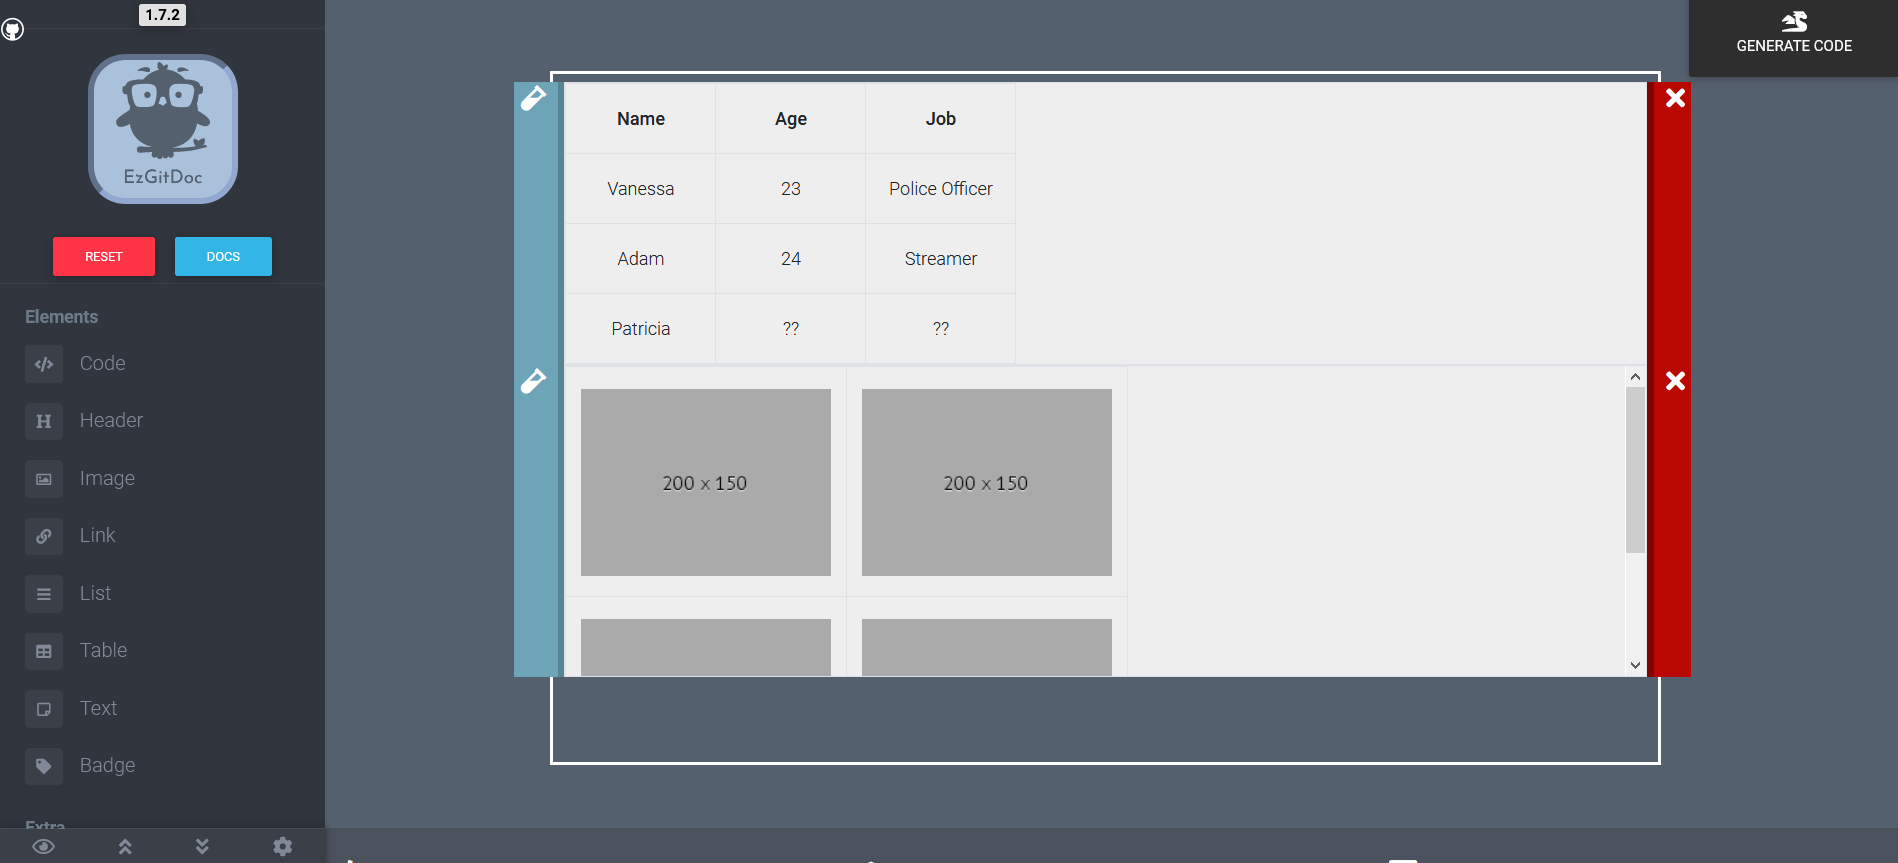 1.7.2
EzGitDoc
RESET DOCS
Elements
Code
Header
Image
Link
List
Table
Text
Badge
Extra
GENERATE CODE
Name Age Job
Vanessa 23 Police Officer
Adam 24 Streamer
Patricia ?? ??
200 x 150 200 x 150